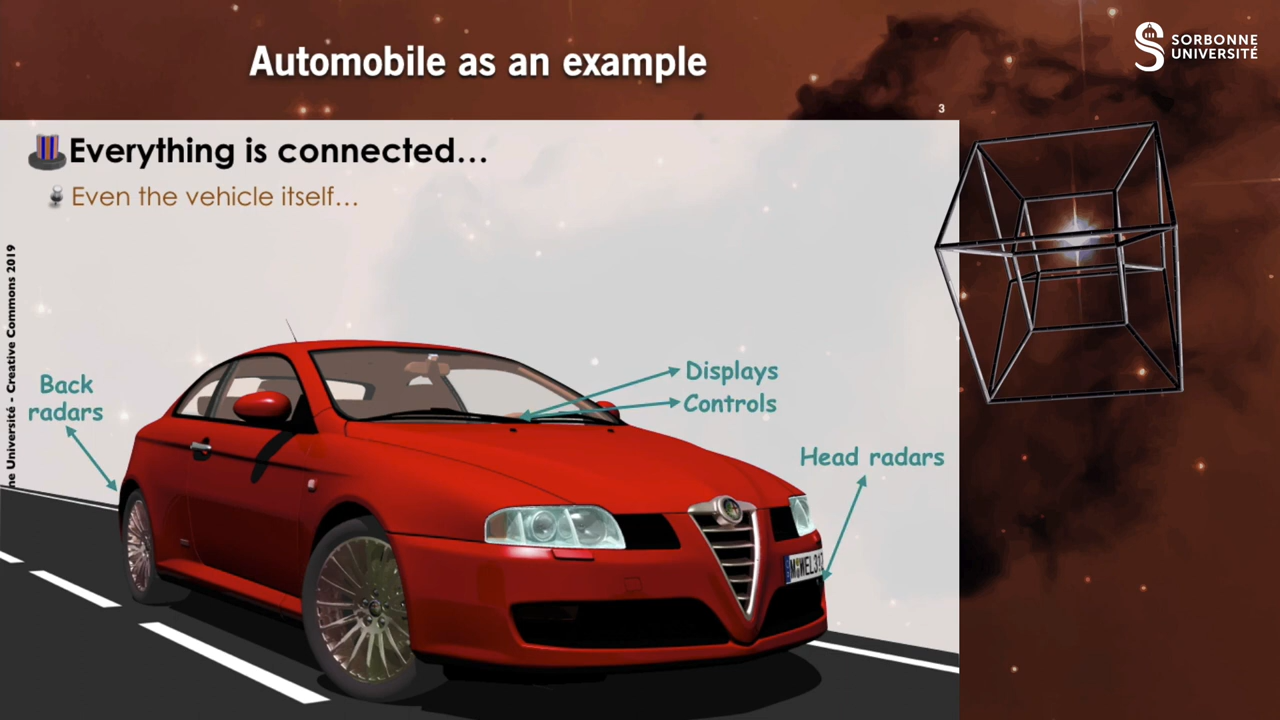 Automobile as an example
SORBONNE
UNIVERSITÉ
3
Everything is connected...
Even the vehicle itself...
Université - Creative Commons 2019
Back
radars
Displays
Controls
Head radars